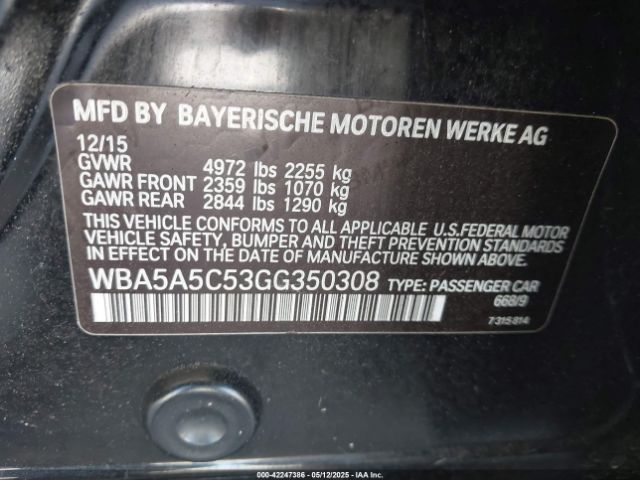 MFD BY BAYERISCHE MOTOREN WERKE AG
12/15
GVWR 4972 lbs 2255 kg
GAWR FRONT 2359 lbs 1070 kg
GAWR REAR 2844 lbs 1290 kg
THIS VEHICLE CONFORMS TO ALL APPLICABLE U.S.FEDERAL MOTOR
VEHICLE SAFETY, BUMPER AND THEFT PREVENTION STANDARDS
IN EFFECT ON THE DATE OF MANUFACTURE SHOWN ABOVE.
WBA5A5C53GG350308 TYPE: PASSENGER CAR
668/9
7315814
000-42247386 - 05/12/2025 - IAA Inc.